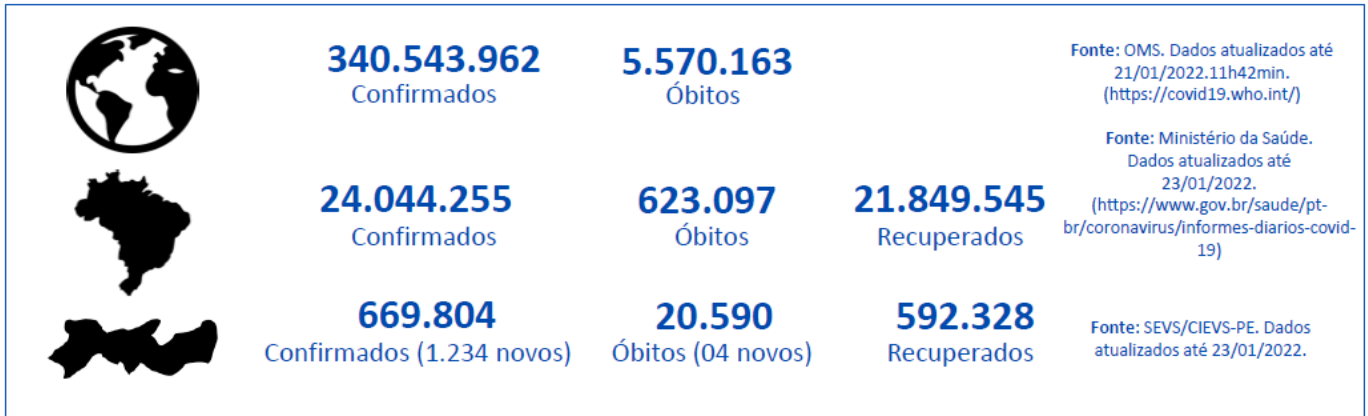 340.543.962
Confirmados
5.570.163
Óbitos
Fonte: OMS. Dados atualizados até
21/01/2022.11h42min.
(https://covid19.who.int/)
24.044.255
Confirmados
623.097
Óbitos
21.849.545
Recuperados
Fonte: Ministério da Saúde.
Dados atualizados até
23/01/2022.
(https://www.gov.br/saude/pt-
br/coronavirus/informes-diarios-covid-
19)
669.804
Confirmados (1.234 novos)
20.590
Óbitos (04 novos)
592.328
Recuperados
Fonte: SEVS/CIEVS-PE. Dados
atualizados até 23/01/2022.